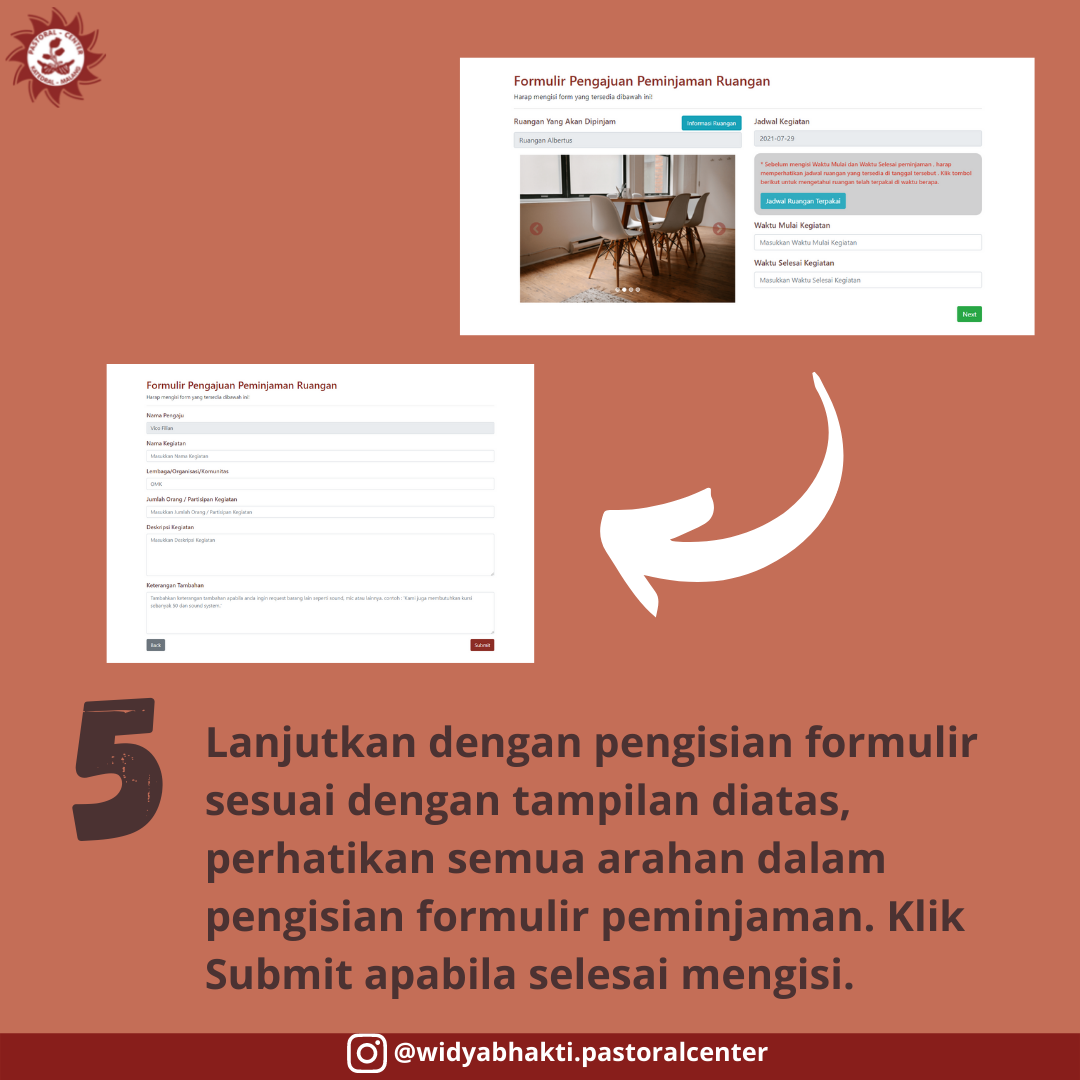 PASTORAL - CENTER
KATEDRAL - MALANG
Formulir Pengajuan Peminjaman Ruangan
Harap mengisi form yang tersedia dibawah ini!
Ruangan Yang Akan Dipinjam
Informasi Ruangan
Ruangan Albertus
Jadwal Kegiatan
2021-07-29
* Sebelum mengisi Waktu Mulai dan Waktu Selesai perminjaman , harap
memperhatikan jadwal ruangan yang tersedia di tanggal tersebut . Klik tombol
berikut untuk mengetahui ruangan telah terpakai di waktu berapa.
Jadwal Ruangan Terpakai
Waktu Mulai Kegiatan
Masukkan Waktu Mulai Kegiatan
Waktu Selesai Kegiatan
Masukkan Waktu Selesai Kegiatan
Next
Formulir Pengajuan Peminjaman Ruangan
Harap mengisi form yang tersedia dibawah ini!
Nama Pengaju
Vico Filian
Nama Kegiatan
Masukkan Nama Kegiatan
Lembaga/Organisasi/Komunitas
OMK
Jumlah Orang / Partisipan Kegiatan
Masukkan Jumlah Orang / Partisipan Kegiatan
Deskripsi Kegiatan
Masukkan Deskripsi Kegiatan
Keterangan Tambahan
Tambahkan keterangan tambahan apabila anda ingin request barang lain seperti sound, mic atau lainnya. contoh : "Kami juga membutuhkan kursi
sebanyak 50 dan sound system."
Back
Submit
5
Lanjutkan dengan pengisian formulir
sesuai dengan tampilan diatas,
perhatikan semua arahan dalam
pengisian formulir peminjaman. Klik
Submit apabila selesai mengisi.
@widyabhakti.pastoralcenter